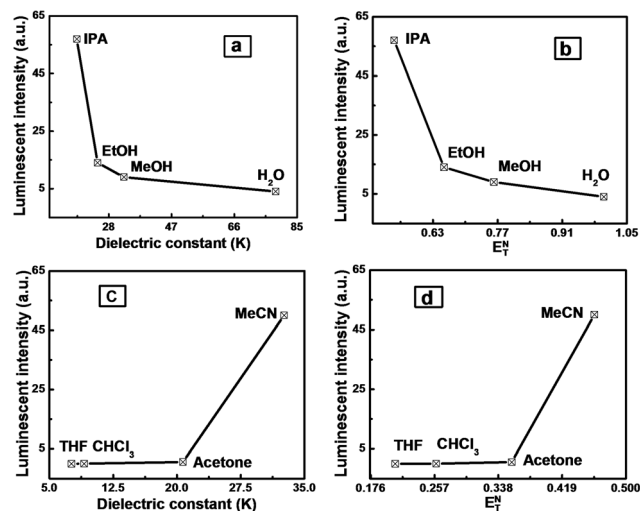 65
45
25
5
Luminescent intensity (a.u.)
IPA
EtOH
MeOH
H2O
a
28 47 66 85
Dielectric constant (K)
65
45
25
5
Luminescent intensity (a.u.)
IPA
EtOH
MeOH
H2O
b
0.63 0.77 0.91 1.05
E_T^N
65
45
25
5
Luminescent intensity (a.u.)
C
MeCN
THF CHCl3
Acetone
5.0 12.5 20.0 27.5 35.0
Dielectric constant (K)
65
45
25
5
Luminescent intensity (a.u.)
d
MeCN
THF CHCl3
Acetone
0.176 0.257 0.338 0.419 0.500
E_T^N